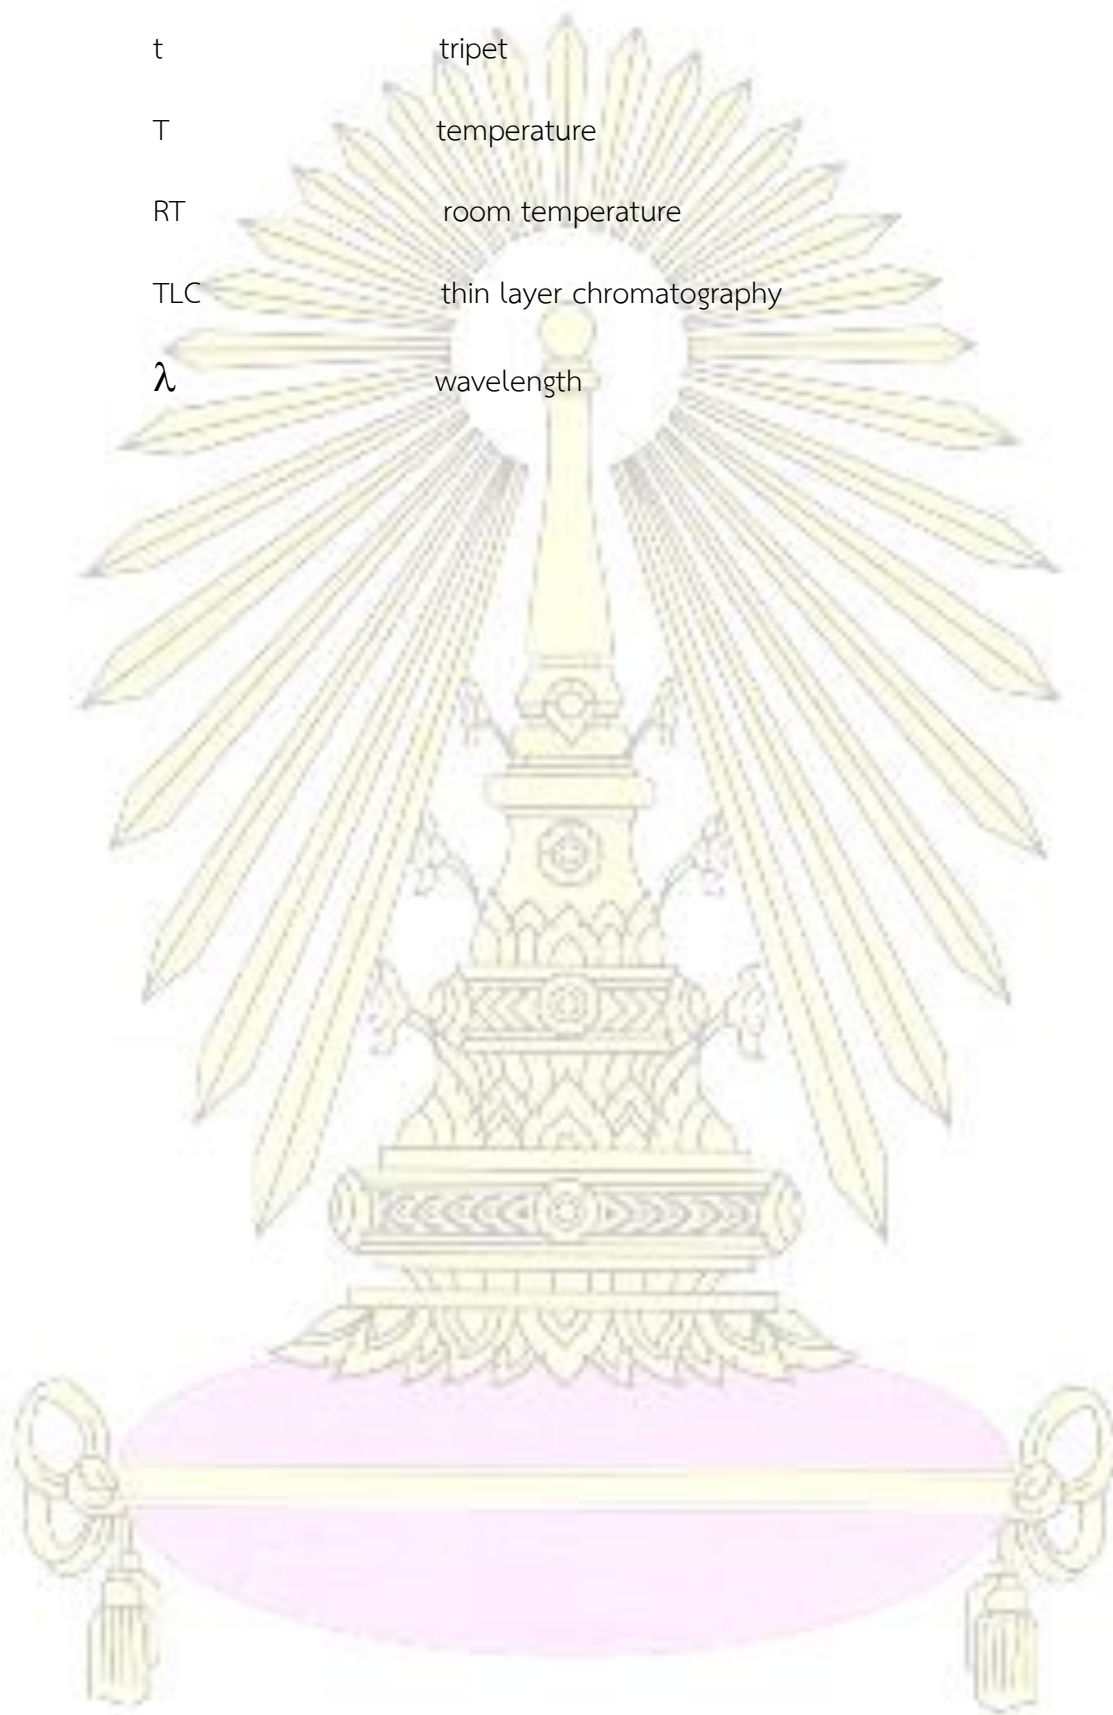 t tripet
T temperature
RT room temperature
TLC thin layer chromatography
λ wavelength